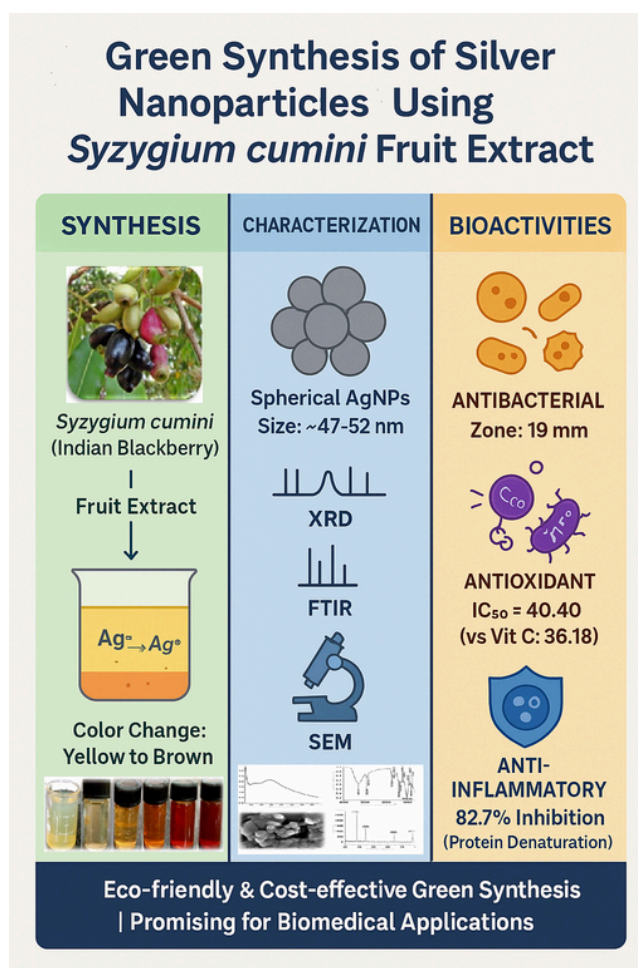 Green Synthesis of Silver
Nanoparticles Using
Syzygium cumini Fruit Extract
SYNTHESIS
Syzygium cumini
(Indian Blackberry)
Fruit Extract
Color Change:
Yellow to Brown
CHARACTERIZATION
Spherical AgNPs
Size: ~47-52 nm
XRD
FTIR
SEM
BIOACTIVITIES
ANTIBACTERIAL
Zone: 19 mm
ANTIOXIDANT
IC₅₀ = 40.40
(vs Vit C: 36.18)
ANTI-
INFLAMMATORY
82.7% Inhibition
(Protein Denaturation)
Eco-friendly & Cost-effective Green Synthesis
| Promising for Biomedical Applications